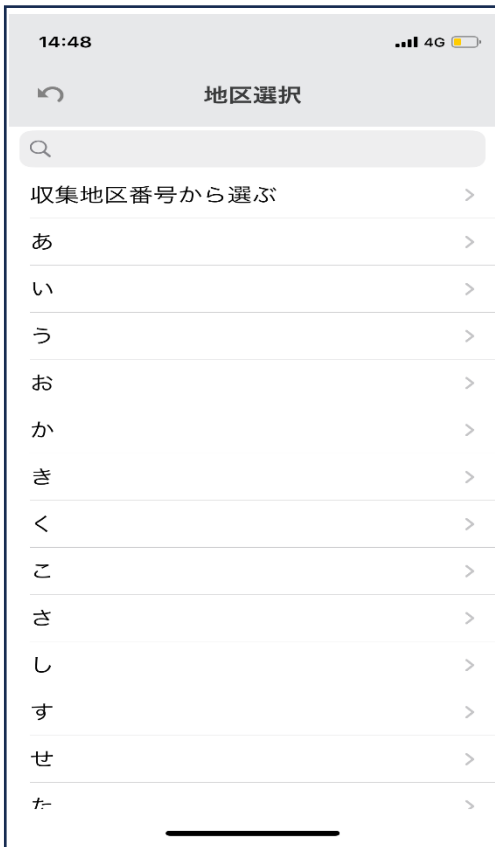 14:48
4G
地区選択
収集地区番号から選ぶ
あ
い
う
お
か
き
く
こ
さ
し
す
せ
た